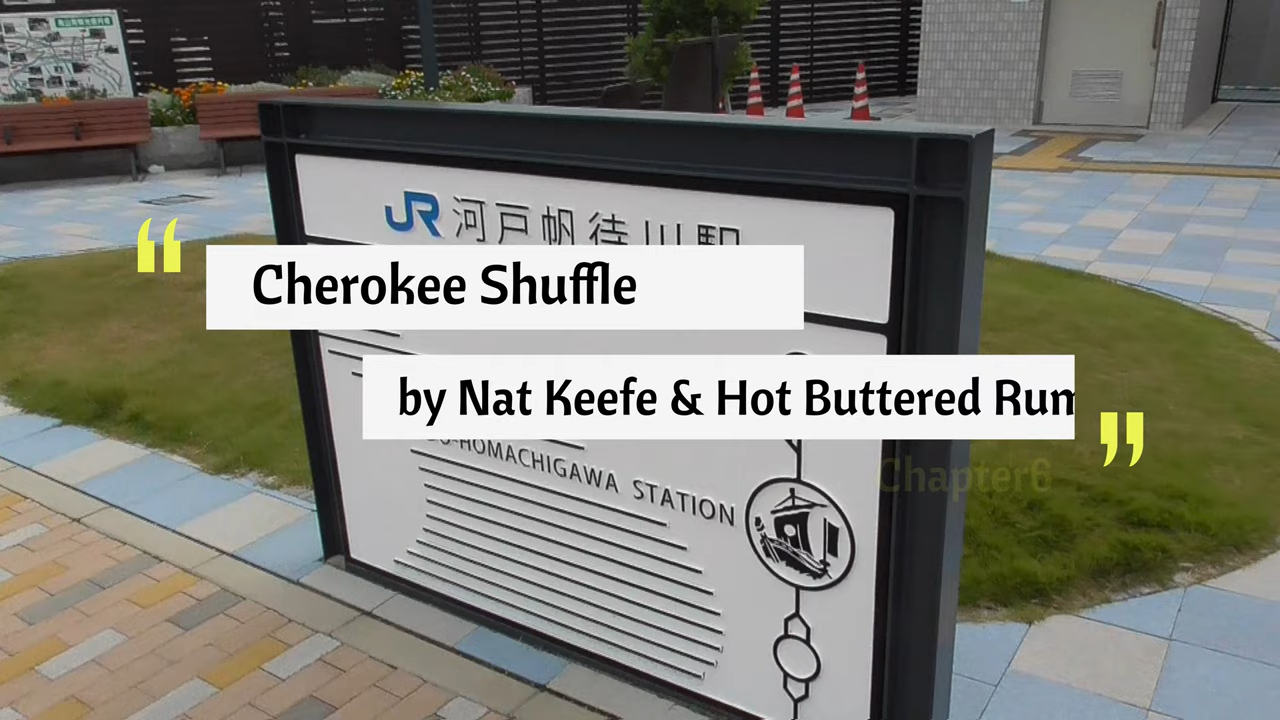 JR 河戸帆待川駅
“ Cherokee Shuffle
by Nat Keefe & Hot Buttered Rum ”
HOMACHIGAWA STATION
Chapter6